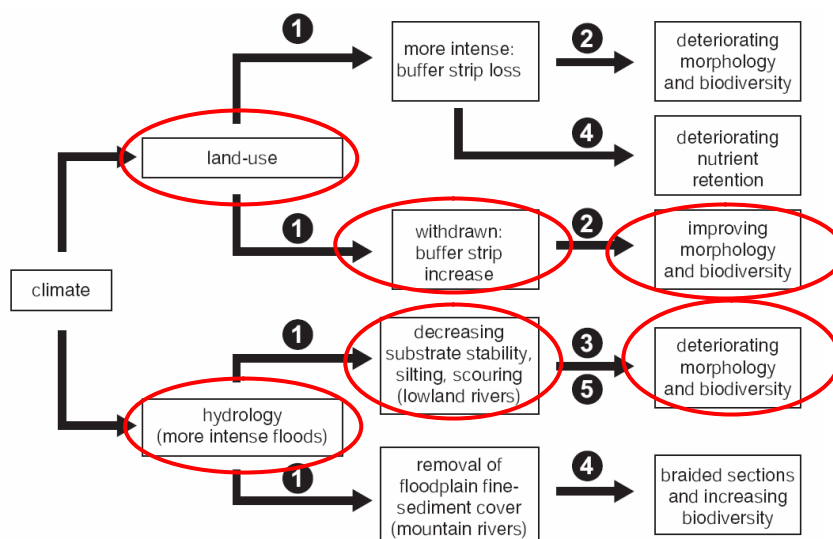 1
more intense:
buffer strip loss
2
deteriorating
morphology
and biodiversity
4
deteriorating
nutrient
retention
land-use
1
withdrawn:
buffer strip
increase
2
improving
morphology
and biodiversity
climate
1
decreasing
substrate stability,
silting, scouring
(lowland rivers)
3
5
deteriorating
morphology
and biodiversity
hydrology
(more intense floods)
1
removal of
floodplain fine-
sediment cover
(mountain rivers)
4
braided sections
and increasing
biodiversity